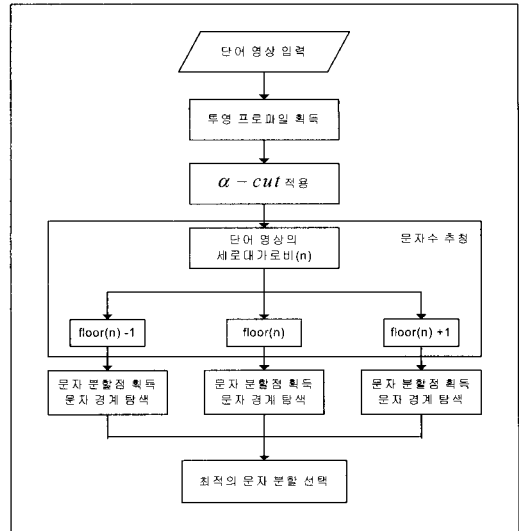 단어 영상 입력
투영 프로파일 획득
α - cut 적용
문자수 추정
단어 영상의
세로대가로비(n)
floor(n) -1
floor(n)
floor(n) +1
문자 분할점 획득
문자 경계 탐색
문자 분할점 획득
문자 경계 탐색
문자 분할점 획득
문자 경계 탐색
최적의 문자 분할 선택